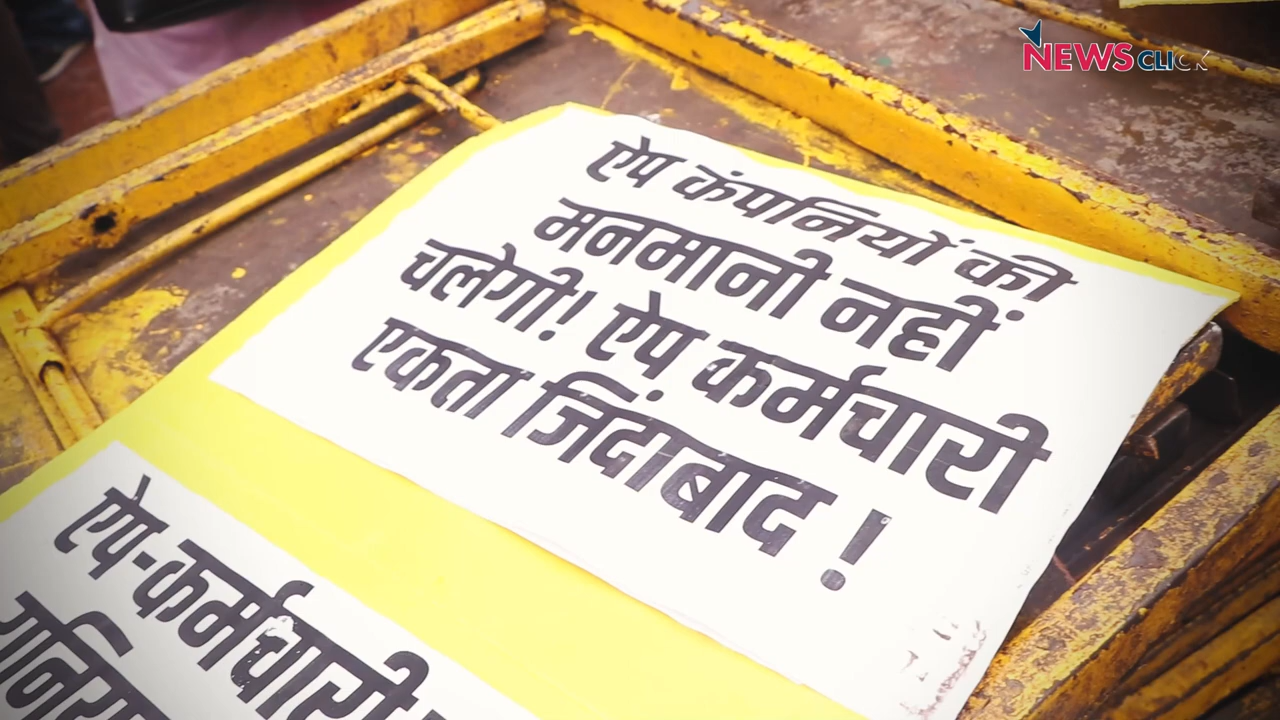 NEWSCLICK
ऐप कंपनियों की
मनमानी नहीं
चलेगी! ऐप कर्मचारी
एकता जिंदाबाद !
ऐप-कर्मचारी